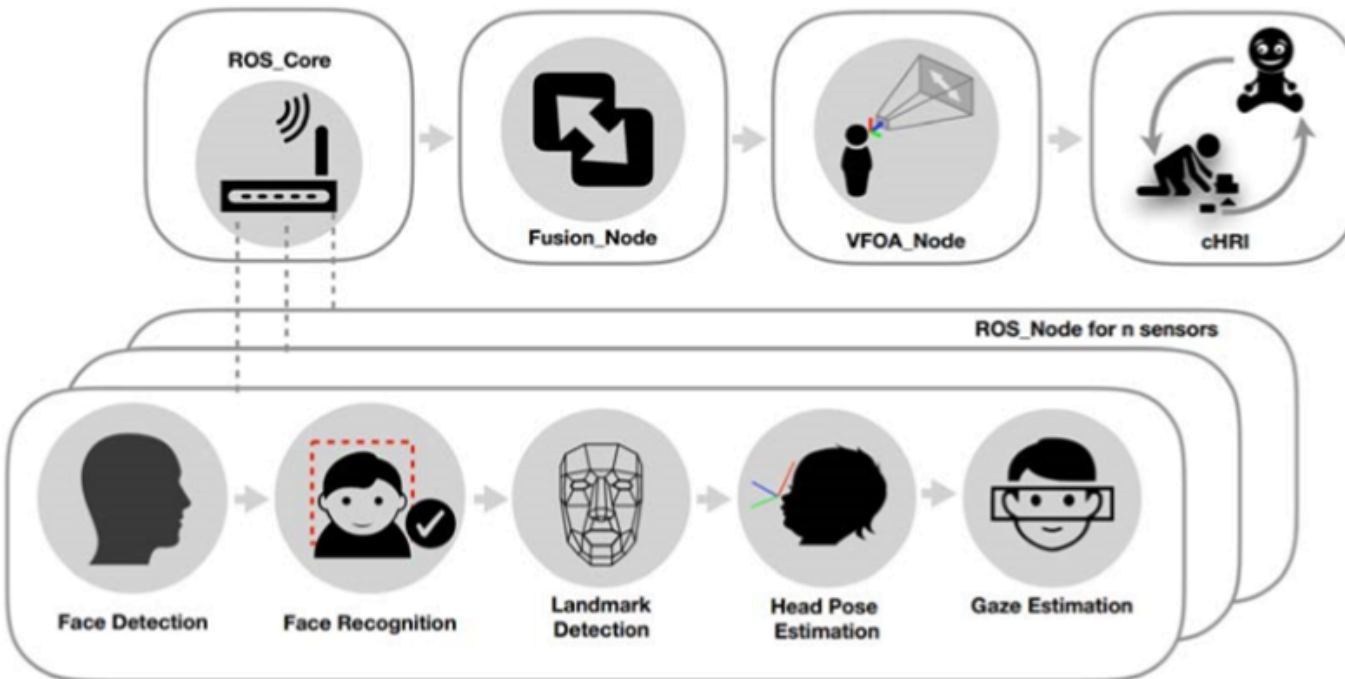 ROS_Core
Fusion_Node
VFOA_Node
cHRI
ROS_Node for n sensors
Face Detection
Face Recognition
Landmark
Detection
Head Pose
Estimation
Gaze Estimation